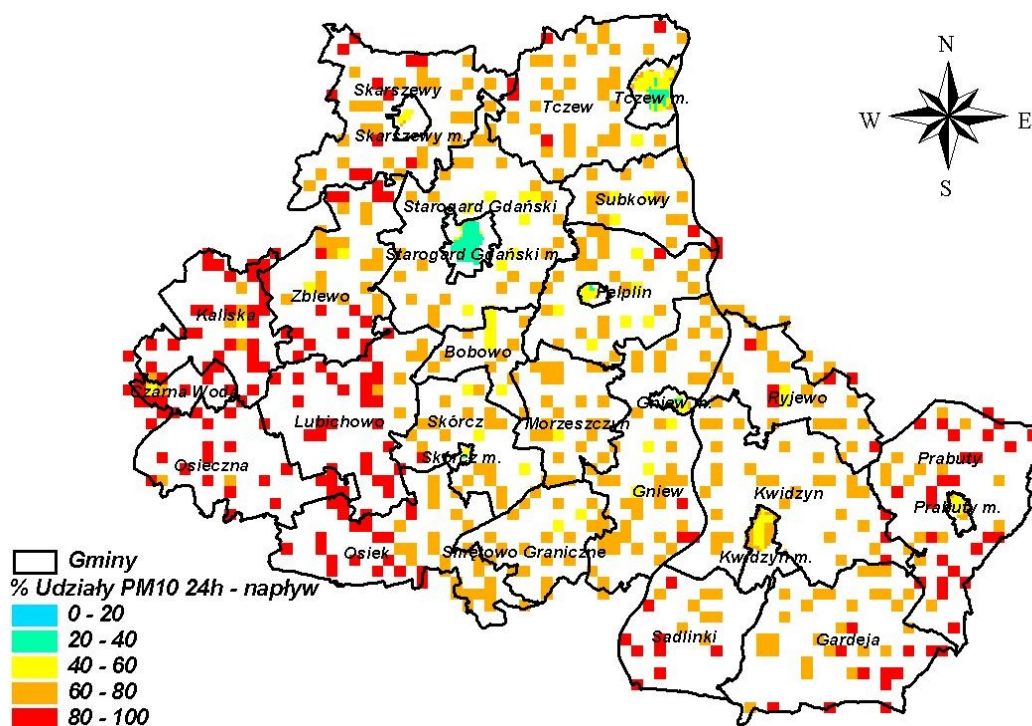 N
W
E
S
Skarszewy
Skarszewy m.
Tczew
Tczew m.
Starogard Gdański
Starogard Gdański m.
Subkowy
Pelplin
Zblewo
Kaliska
Bobowo
Czarna Woda
Lubichowo
Skórcz
Skórcz m.
Morzeszczyn
Gniew m.
Ryjewo
Osieczna
Gniew
Kwidzyn
Kwidzyn m.
Prabuty
Prabuty m.
Osiek
Smętowo Graniczne
Sadlinki
Gardeja
Gminy
% Udziały PM10 24h - napływ
0 - 20
20 - 40
40 - 60
60 - 80
80 - 100